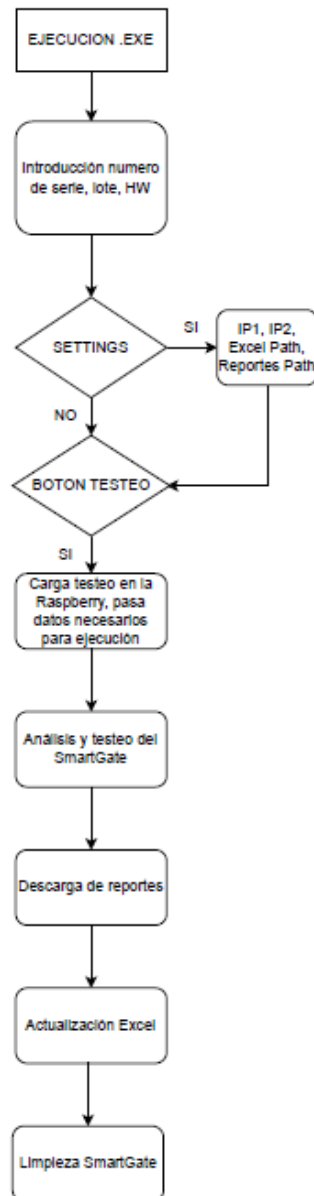 EJECUCION .EXE
Introducción numero
de serie, lote, HW
SETTINGS
SI
IP1, IP2,
Excel Path,
Reportes Path
NO
BOTON TESTEO
SI
Carga testeo en la
Raspberry, pasa
datos necesarios
para ejecución
Análisis y testeo del
SmartGate
Descarga de reportes
Actualización Excel
Limpieza SmartGate